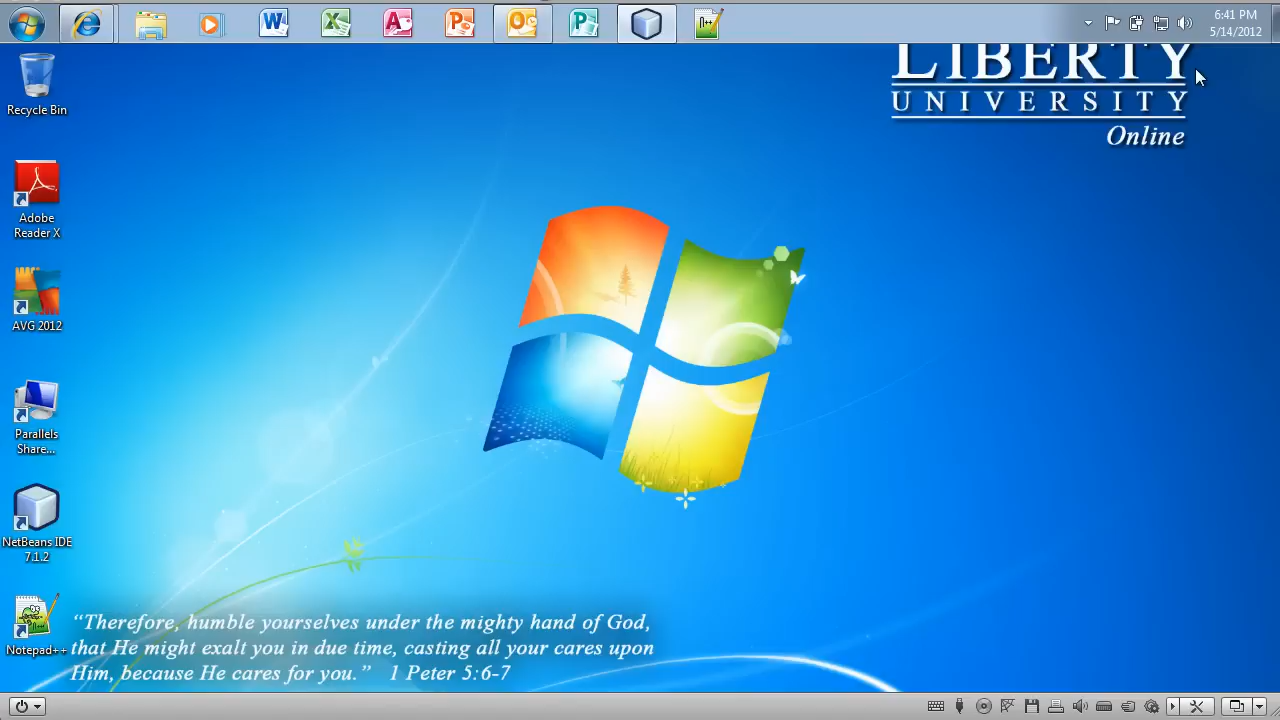 6:41 PM
5/14/2012
LIBERTY
UNIVERSITY
Online
Recycle Bin
Adobe
Reader X
AVG 2012
Parallels
Share...
NetBeans IDE
7.1.2
Notepad++
“Therefore, humble yourselves under the mighty hand of God,
that He might exalt you in due time, casting all your cares upon
Him, because He cares for you.” 1 Peter 5:6-7